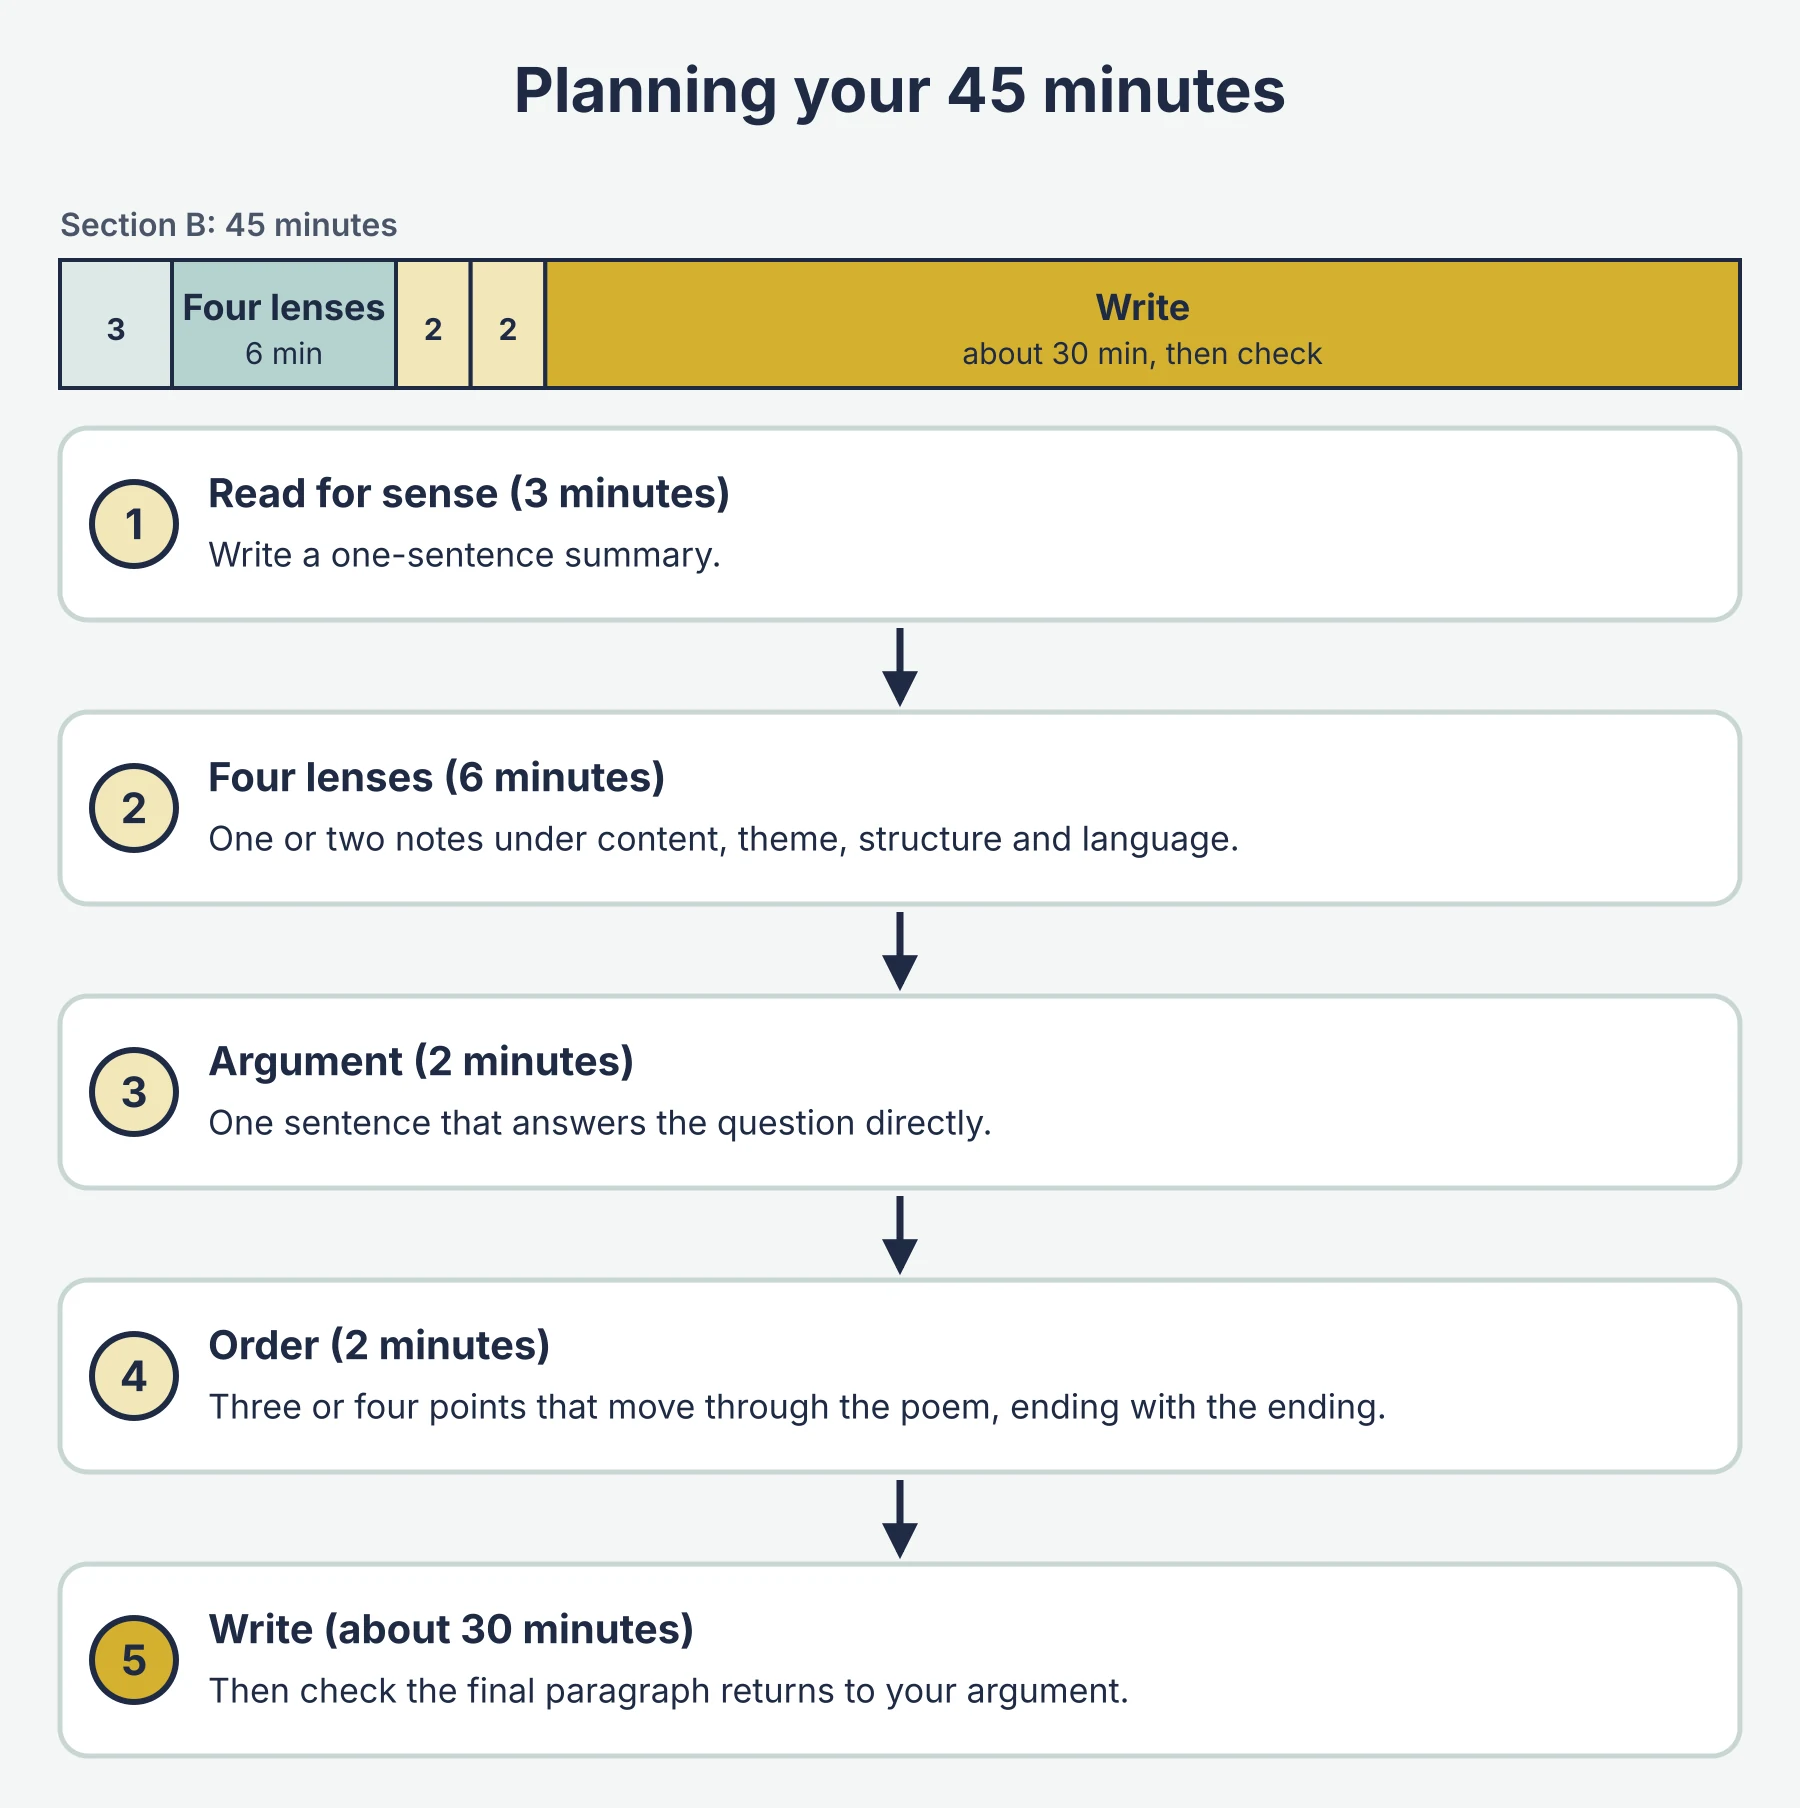 Planning your 45 minutes
Section B: 45 minutes
3
Four lenses
6 min
2
2
Write
about 30 min, then check
1
Read for sense (3 minutes)
Write a one-sentence summary.
2
Four lenses (6 minutes)
One or two notes under content, theme, structure and language.
3
Argument (2 minutes)
One sentence that answers the question directly.
4
Order (2 minutes)
Three or four points that move through the poem, ending with the ending.
5
Write (about 30 minutes)
Then check the final paragraph returns to your argument.